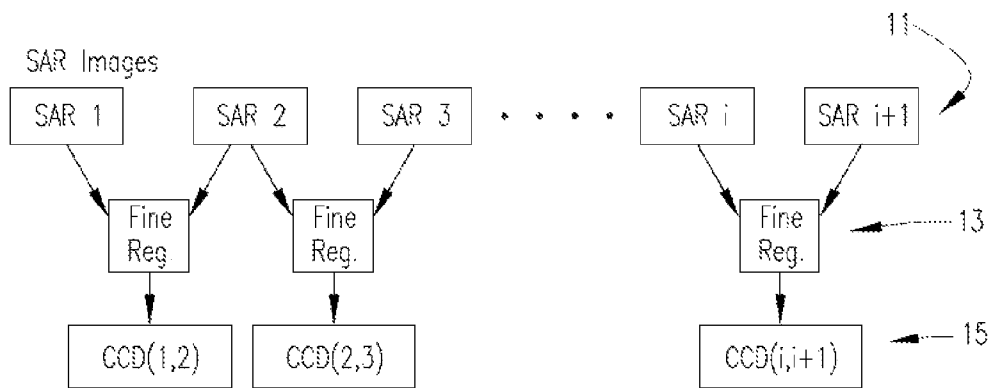 11
SAR Images
SAR 1
SAR 2
SAR 3
SAR i
SAR i+1
Fine
Reg.
Fine
Reg.
Fine
Reg.
13
CCD(1,2)
CCD(2,3)
CCD(i,i+1)
15